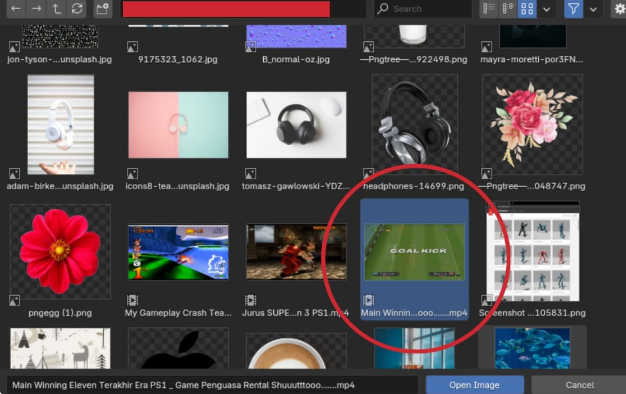 Search
jon-tyson-...unsplash.jpg
9175323_1062.jpg
B_normal-oz.jpg
—Pngtree—...922498.png
mayra-moretti-por3FN...
adam-birke...unsplash.jpg
icons8-tea...unsplash.jpg
tomasz-gawlowski-YDZ...
headphones-14699.png
—Pngtree—...048747.png
GOAL KICK
pngegg (1).png
My Gameplay Crash Tea...
Jurus SUPE...n 3 PS1.mp4
Main Winnin...ooo.......mp4
Screenshot ...105831.png
Main Winning Eleven Terakhir Era PS1 _ Game Penguasa Rental Shuuutttooo.......mp4
Open Image
Cancel